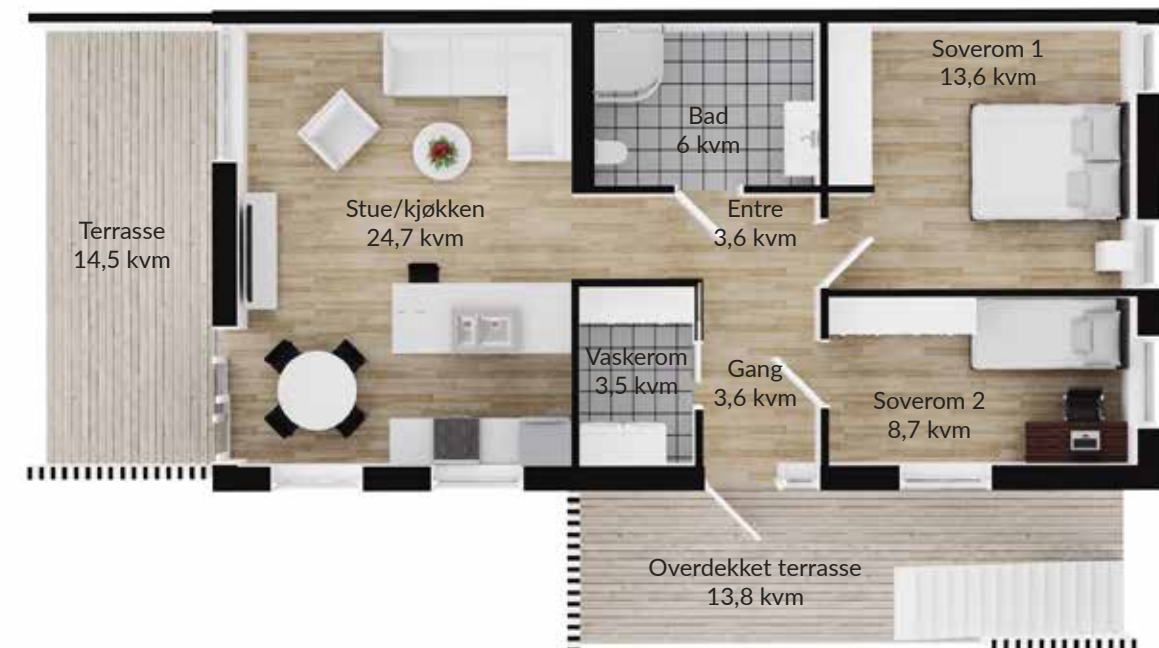 Soverom 1
13,6 kvm
Bad
6 kvm
Stue/kjøkken
24,7 kvm
Entre
3,6 kvm
Terrasse
14,5 kvm
Vaskerom
3,5 kvm
Gang
3,6 kvm
Soverom 2
8,7 kvm
Overdekket terrasse
13,8 kvm